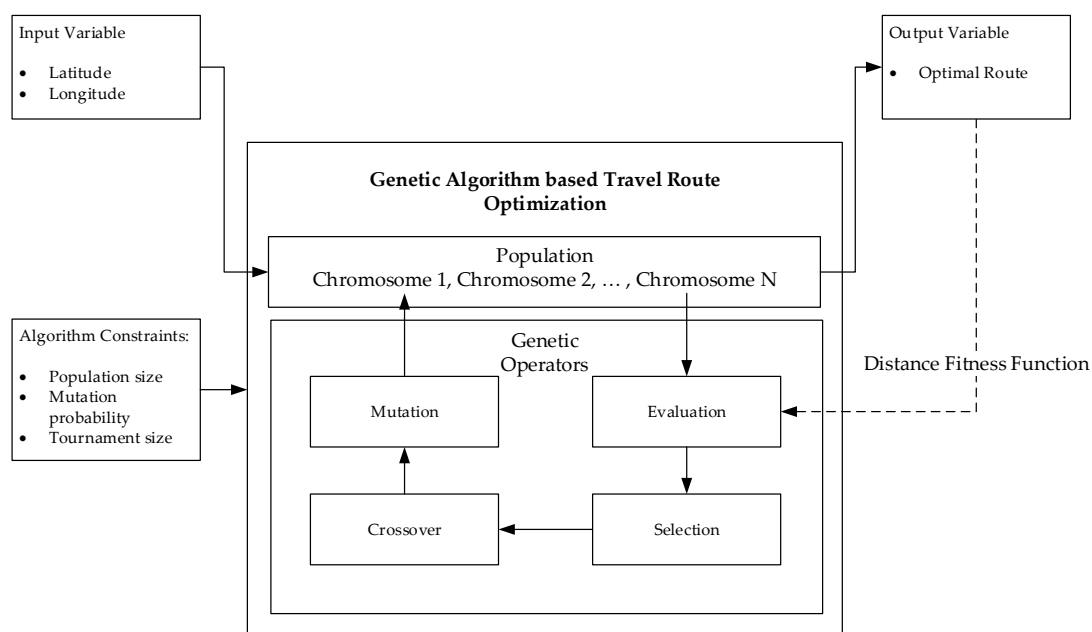 Input Variable
• Latitude
• Longitude
Output Variable
• Optimal Route
Genetic Algorithm based Travel Route
Optimization
Population
Chromosome 1, Chromosome 2, … , Chromosome N
Algorithm Constraints:
• Population size
• Mutation
probability
• Tournament size
Genetic
Operators
Distance Fitness Function
Mutation
Evaluation
Crossover
Selection